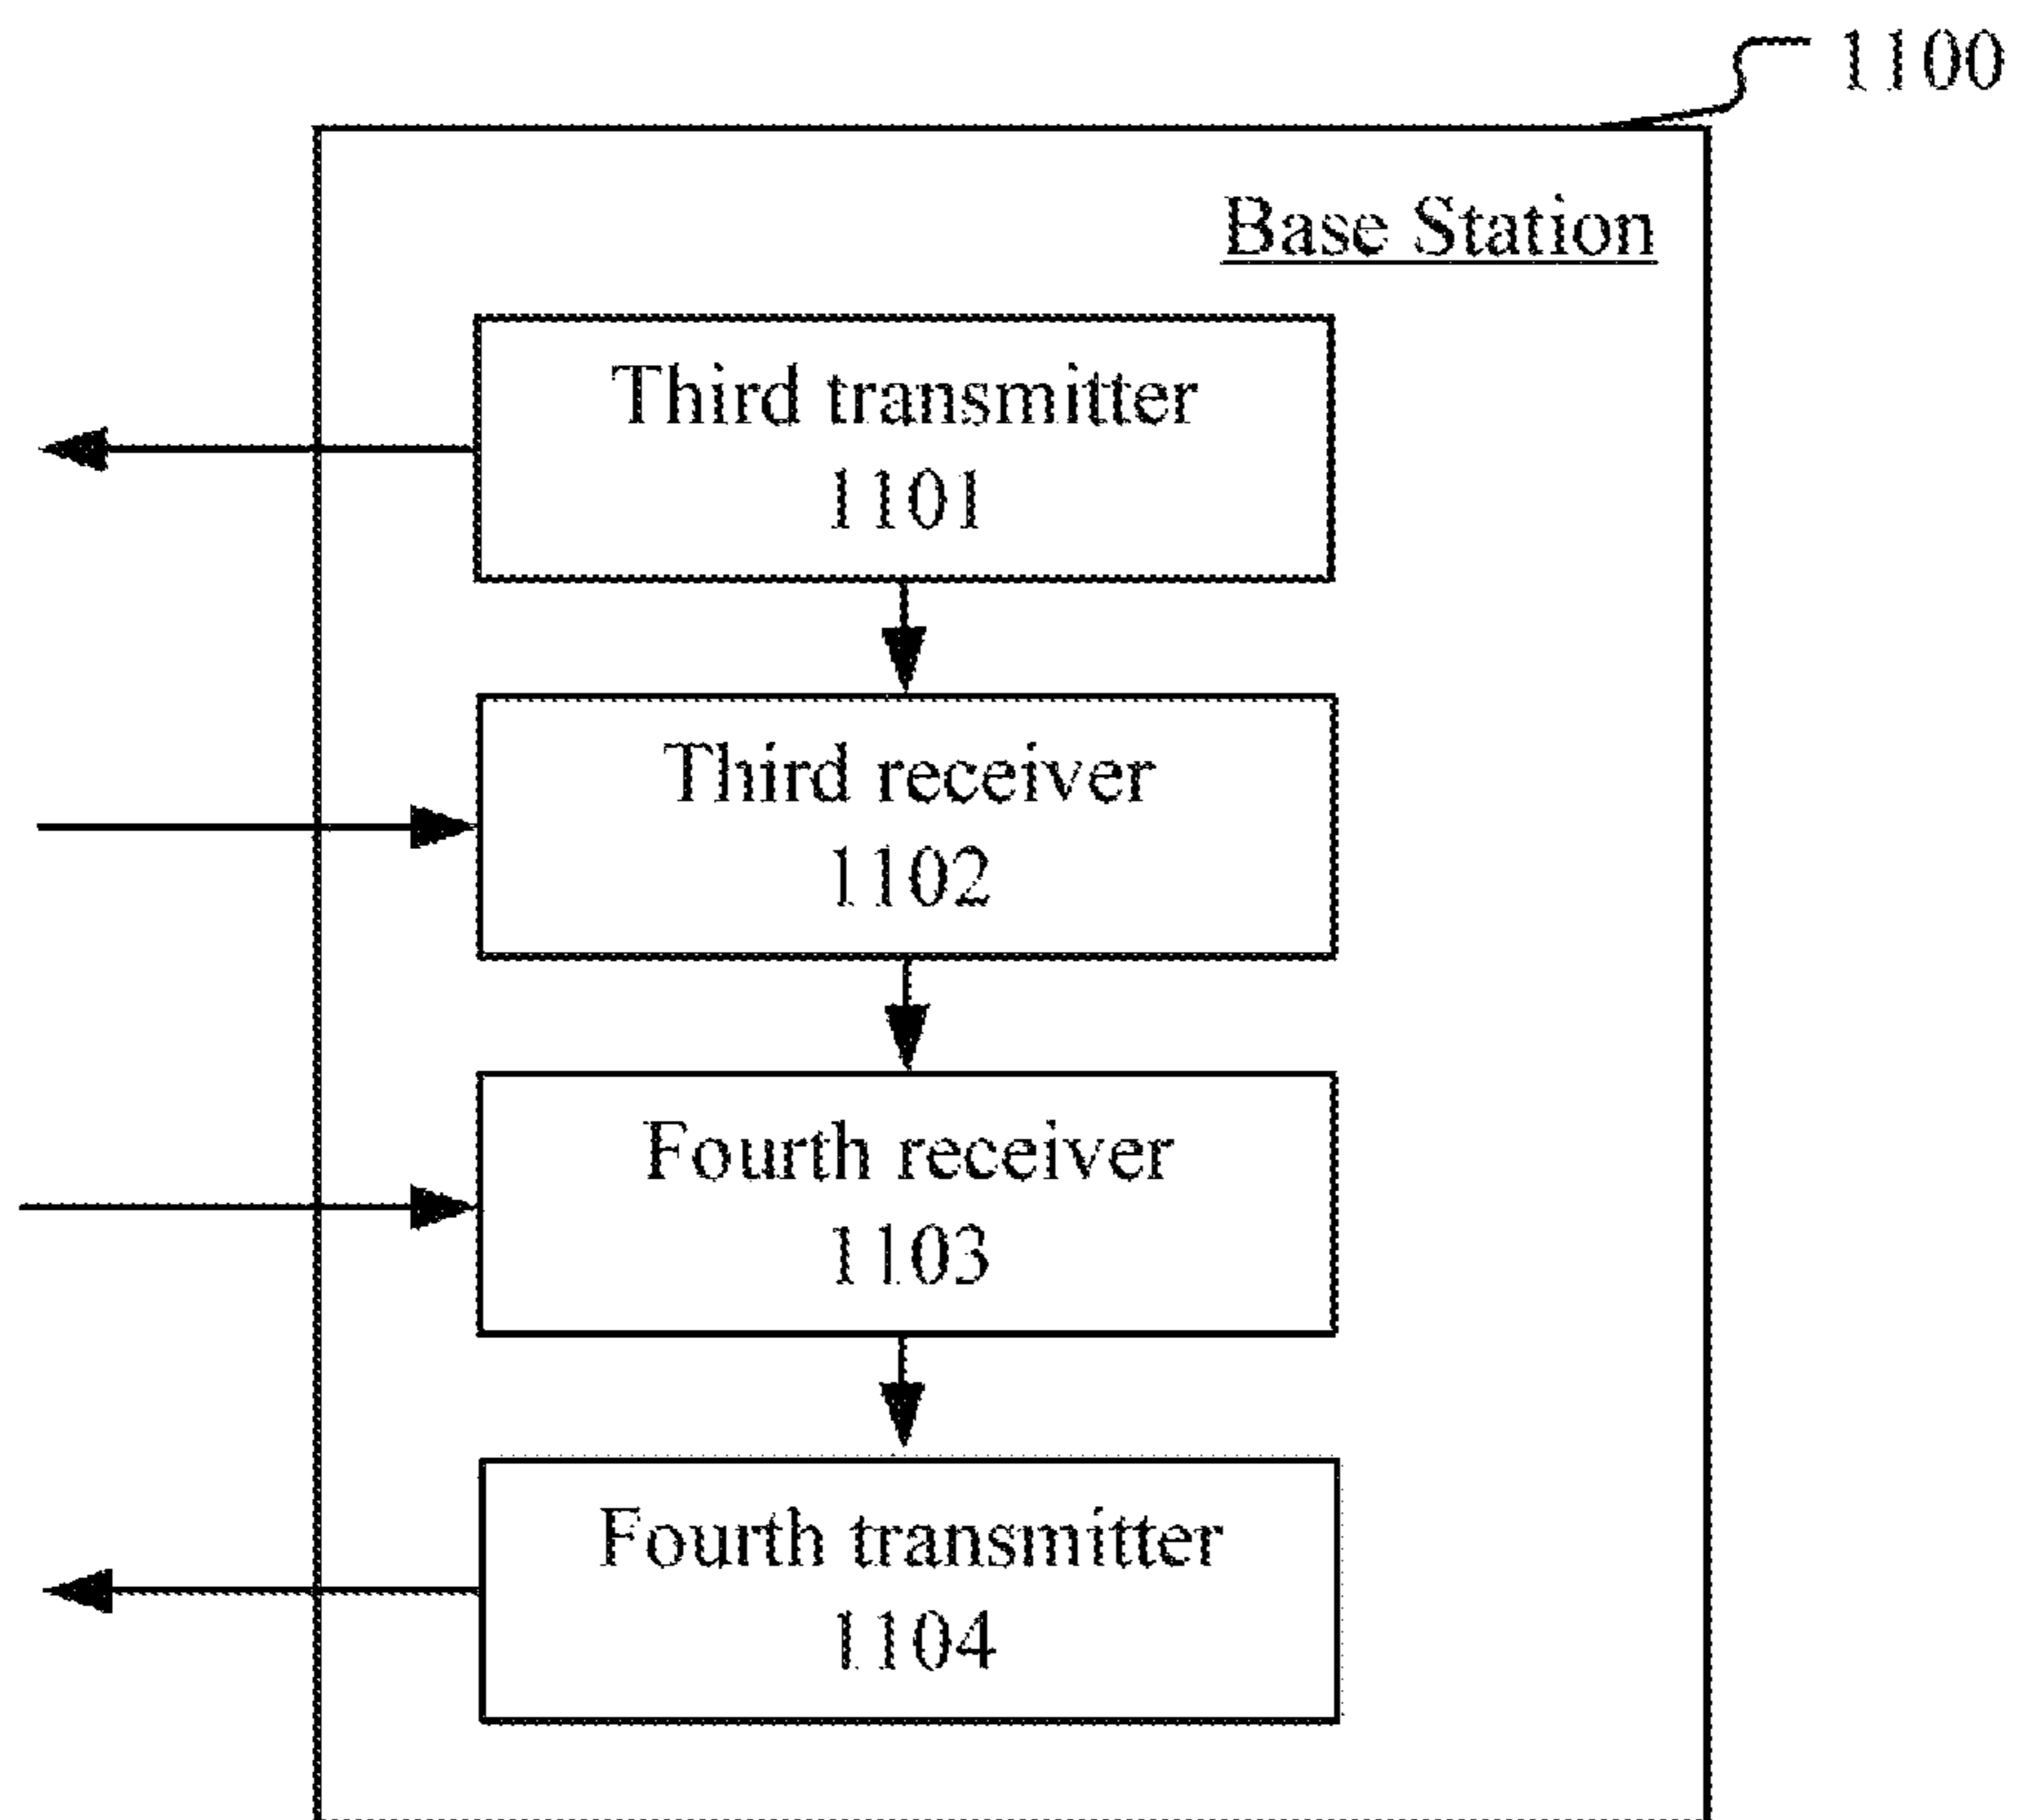 1100
Base Station
Third transmitter
1101
Third receiver
1102
Fourth receiver
1103
Fourth transmitter
1104